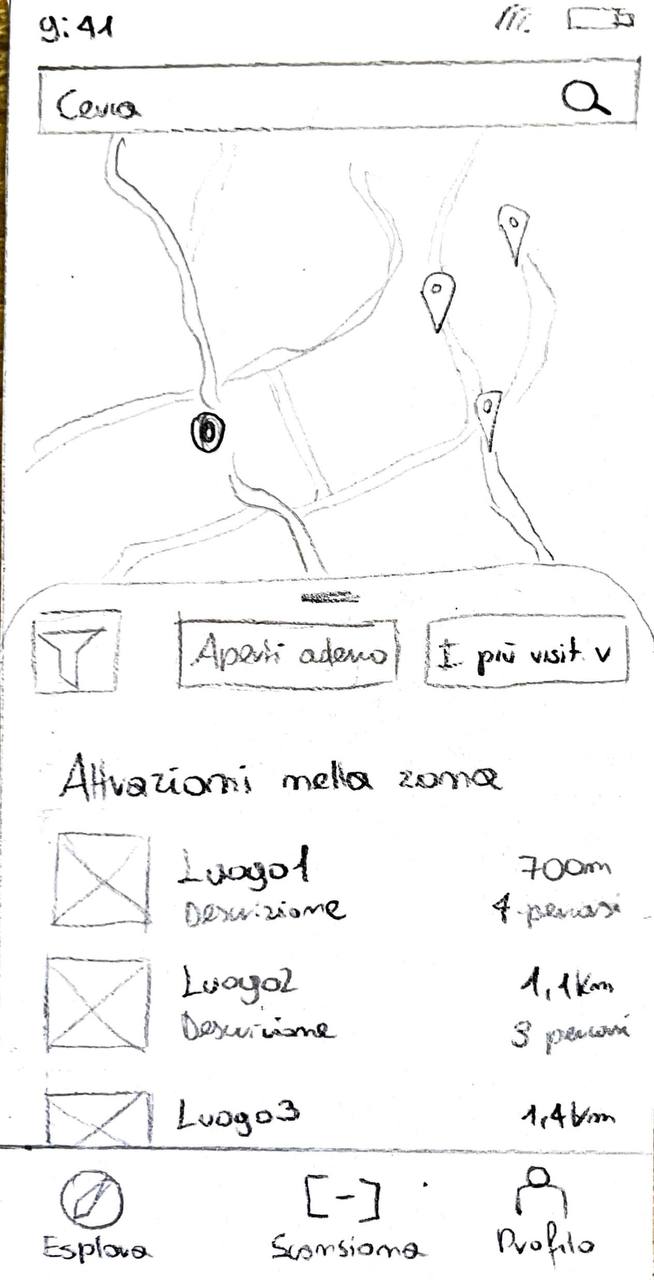 9:41
Cerca
Aperti adesso
I più visit. v
Attrazioni nella zona
Luogo1 700m
Descrizione 4 percorsi
Luogo2 1,1km
Descrizione 3 percorsi
Luogo3 1,4km
Esplora Scansiona Profilo